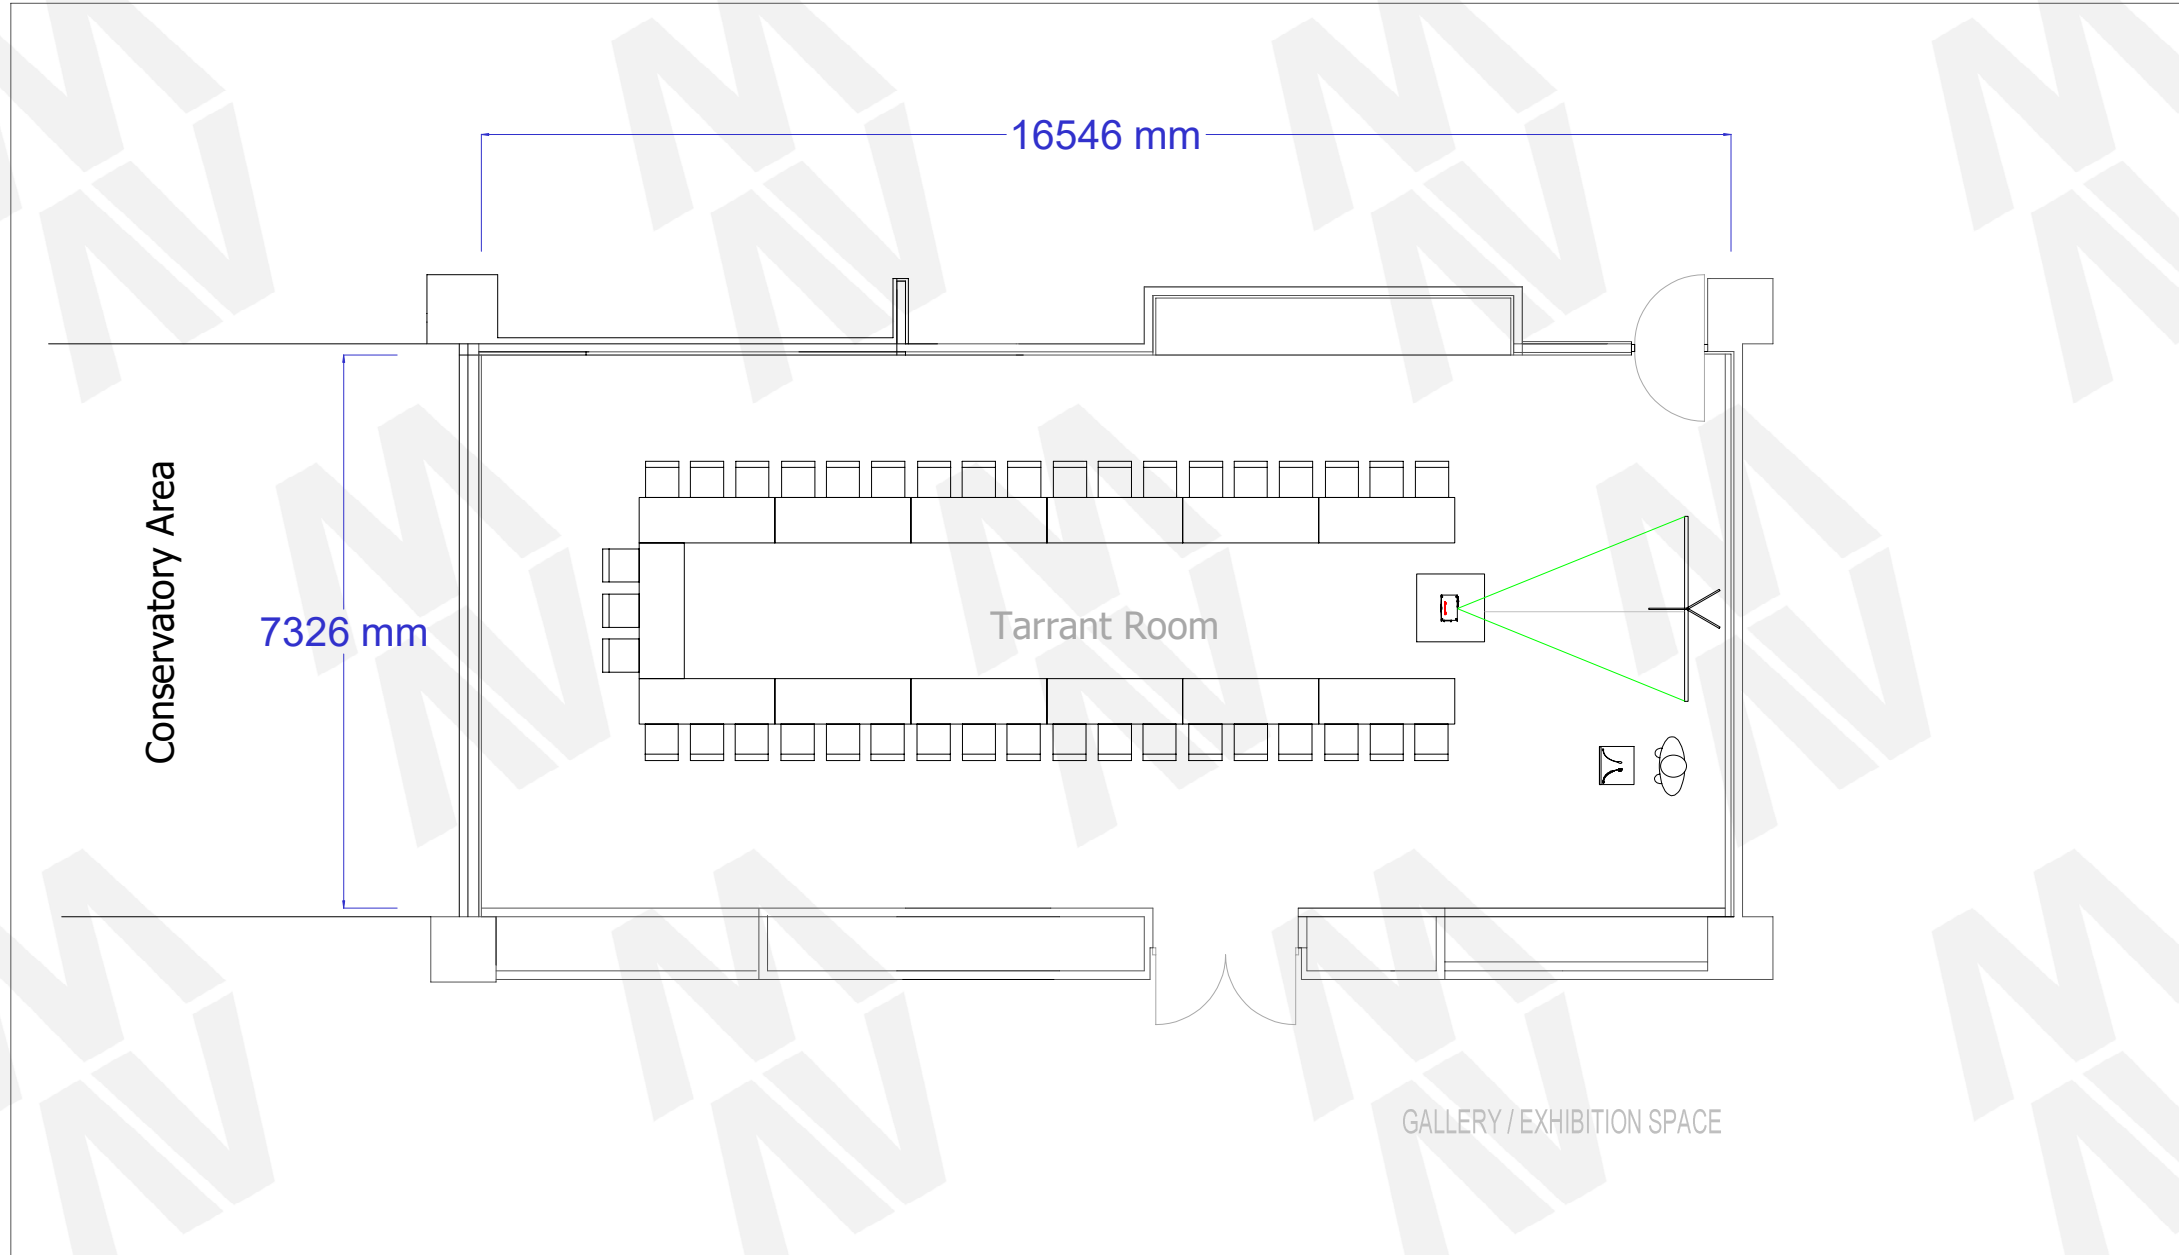 16546 mm
Conservatory Area
7326 mm
Tarrant Room
GALLERY / EXHIBITION SPACE